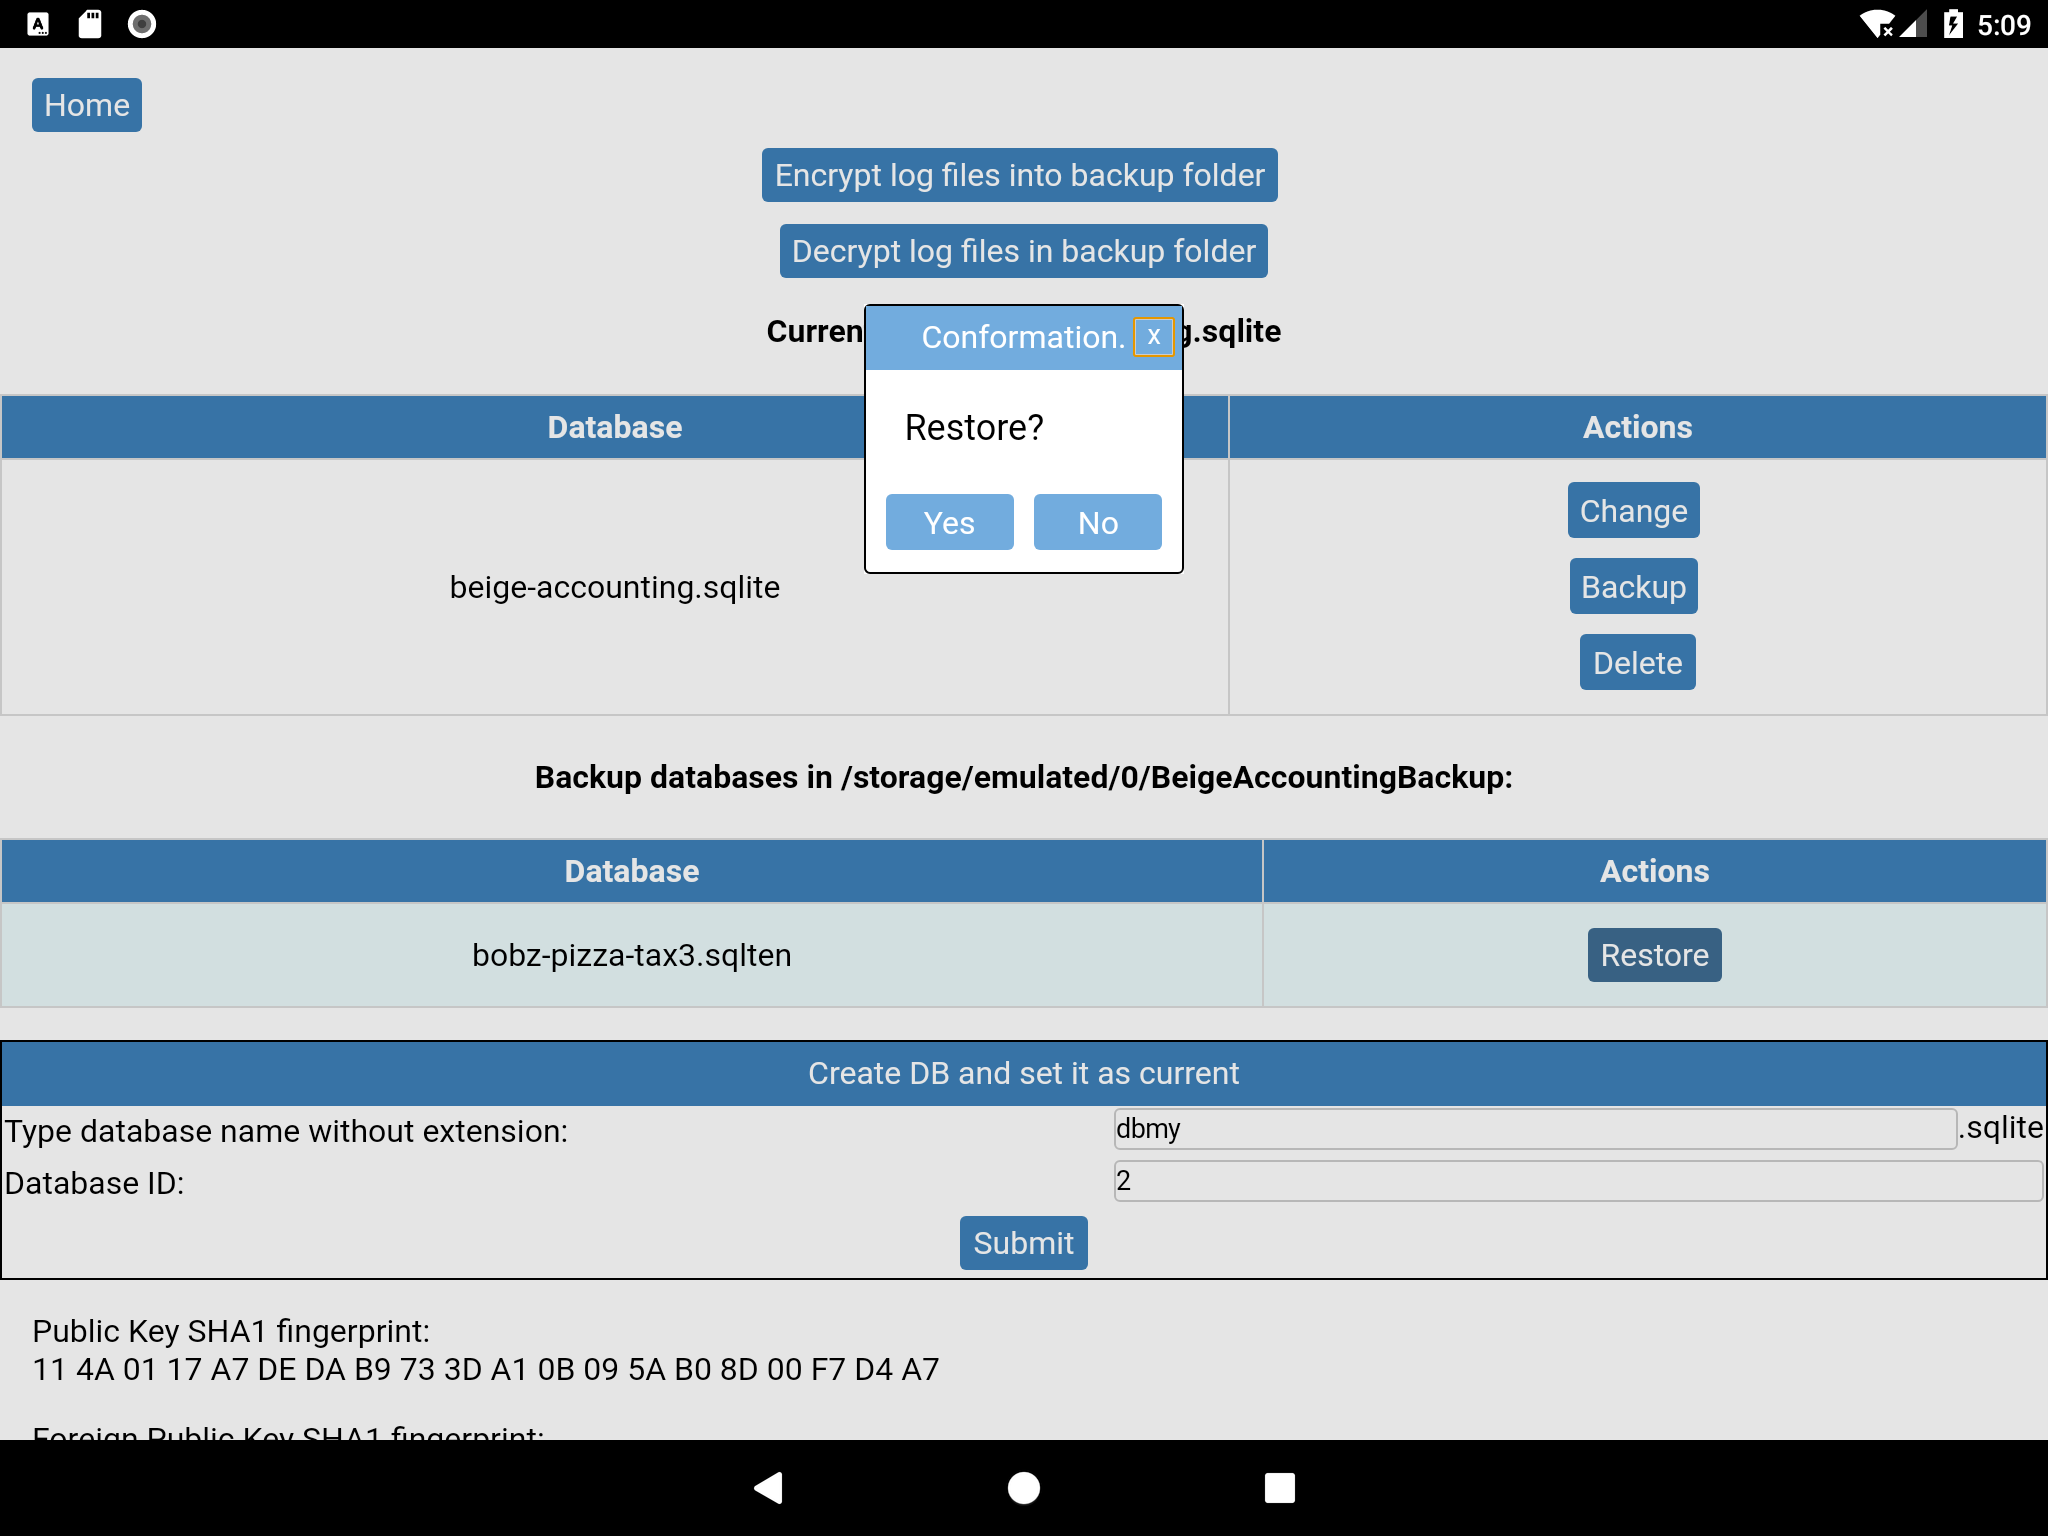 5:09
Home
Encrypt log files into backup folder
Decrypt log files in backup folder
Conformation. x
.sqlite
Restore?
Yes No
Database Actions
beige-accounting.sqlite
Change
Backup
Delete
Backup databases in /storage/emulated/0/BeigeAccountingBackup:
Database Actions
bobz-pizza-tax3.sqlten Restore
Create DB and set it as current
Type database name without extension: dbmy .sqlite
Database ID: 2
Submit
Public Key SHA1 fingerprint:
11 4A 01 17 A7 DE DA B9 73 3D A1 0B 09 5A B0 8D 00 F7 D4 A7
Foreign Public Key SHA1 fingerprint: